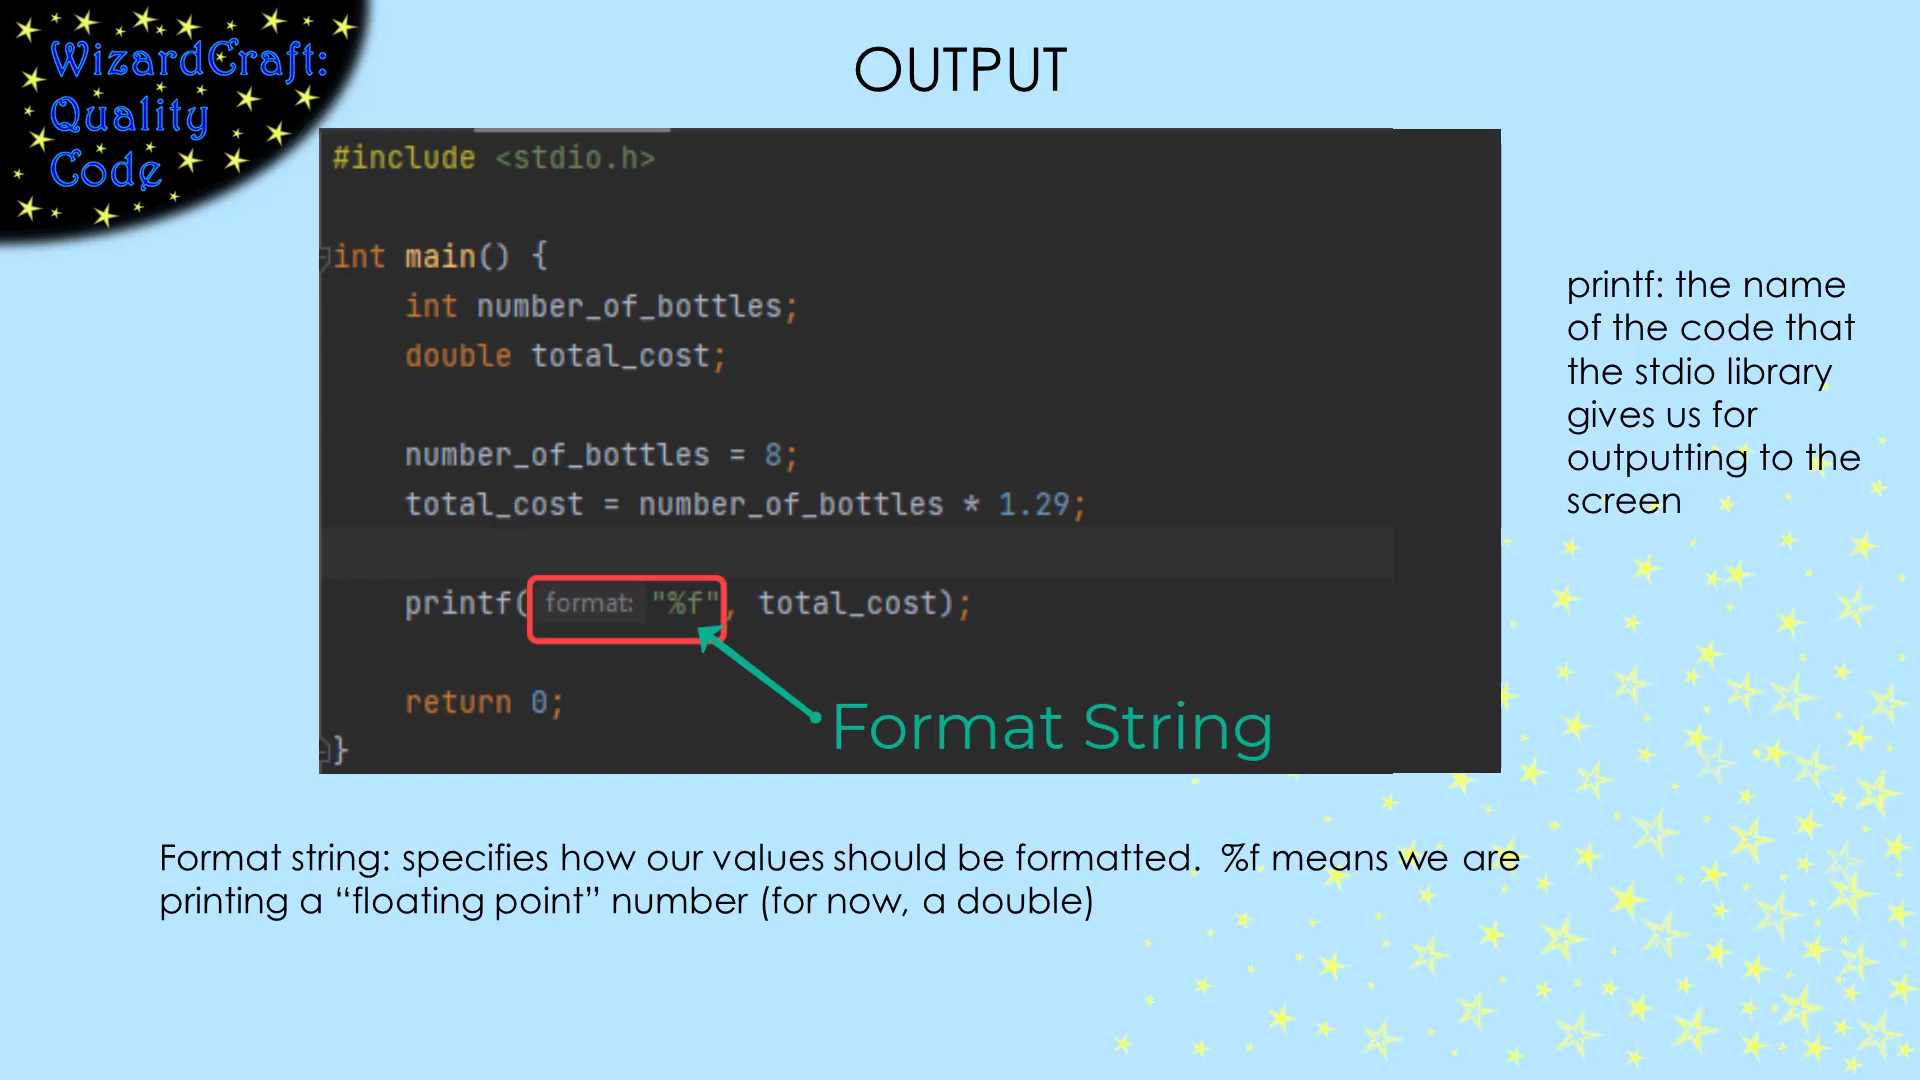 WizardCraft:
Quality
Code
OUTPUT
#include <stdio.h>
int main() {
int number_of_bottles;
double total_cost;
number_of_bottles = 8;
total_cost = number_of_bottles * 1.29;
printf( format: "%f", total_cost);
return 0;
}
Format String
printf: the name
of the code that
the stdio library
gives us for
outputting to the
screen
Format string: specifies how our values should be formatted.  %f means we are
printing a “floating point” number (for now, a double)